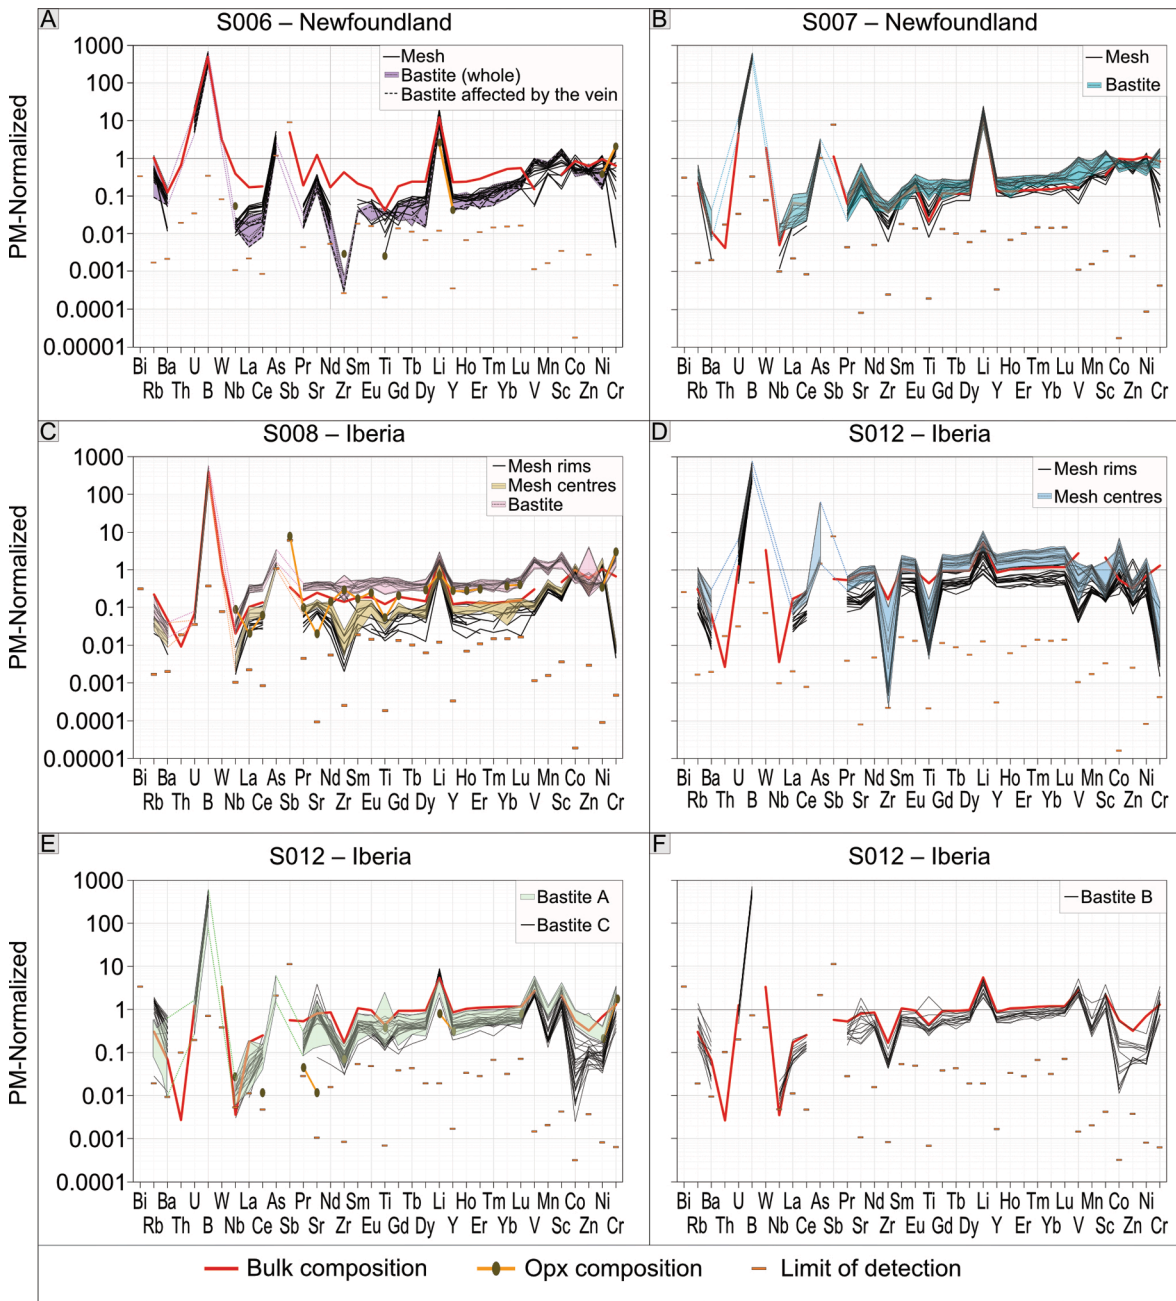 A
S006 – Newfoundland
B
S007 – Newfoundland
PM-Normalized
1000
100
10
1
0.1
0.01
0.001
0.0001
0.00001
Mesh
Bastite (whole)
Bastite affected by the vein
Mesh
Bastite
Bi Ba U W La As Pr Nd Sm Ti Tb Li Ho Tm Lu Mn Co Ni
Rb Th B Nb Ce Sb Sr Zr Eu Gd Dy Y Er Yb V Sc Zn Cr
Bi Ba U W La As Pr Nd Sm Ti Tb Li Ho Tm Lu Mn Co Ni
Rb Th B Nb Ce Sb Sr Zr Eu Gd Dy Y Er Yb V Sc Zn Cr
C
S008 – Iberia
D
S012 – Iberia
PM-Normalized
1000
100
10
1
0.1
0.01
0.001
0.0001
0.00001
Mesh rims
Mesh centres
Bastite
Mesh rims
Mesh centres
Bi Ba U W La As Pr Nd Sm Ti Tb Li Ho Tm Lu Mn Co Ni
Rb Th B Nb Ce Sb Sr Zr Eu Gd Dy Y Er Yb V Sc Zn Cr
Bi Ba U W La As Pr Nd Sm Ti Tb Li Ho Tm Lu Mn Co Ni
Rb Th B Nb Ce Sb Sr Zr Eu Gd Dy Y Er Yb V Sc Zn Cr
E
S012 – Iberia
F
S012 – Iberia
PM-Normalized
1000
100
10
1
0.1
0.01
0.001
0.0001
Bastite A
Bastite C
Bastite B
Bi Ba U W La As Pr Nd Sm Ti Tb Li Ho Tm Lu Mn Co Ni
Rb Th B Nb Ce Sb Sr Zr Eu Gd Dy Y Er Yb V Sc Zn Cr
Bi Ba U W La As Pr Nd Sm Ti Tb Li Ho Tm Lu Mn Co Ni
Rb Th B Nb Ce Sb Sr Zr Eu Gd Dy Y Er Yb V Sc Zn Cr
Bulk composition
Opx composition
Limit of detection